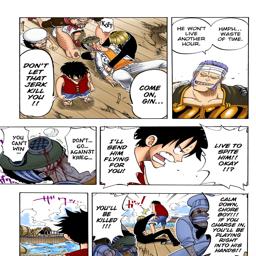 HMPH...
WASTE OF
TIME.
HE WON'T
LIVE
ANOTHER
HOUR.
COME
ON,
GIN...
DON'T
LET
THAT
JERK
KILL
YOU
!!
LIVE TO
SPITE
HIM!!
OKAY
!?
I'LL
SEND
HIM
FLYING
FOR
YOU!
DON'T...
GO...
AGAINST
KRIEG...
YOU
CAN'T
WIN
CALM
DOWN,
CHORE
BOY!!!
IF YOU
CHARGE IN,
YOU'LL BE
PLAYING
RIGHT
INTO HIS
HANDS!!
YOU'LL
BE
KILLED
!!!